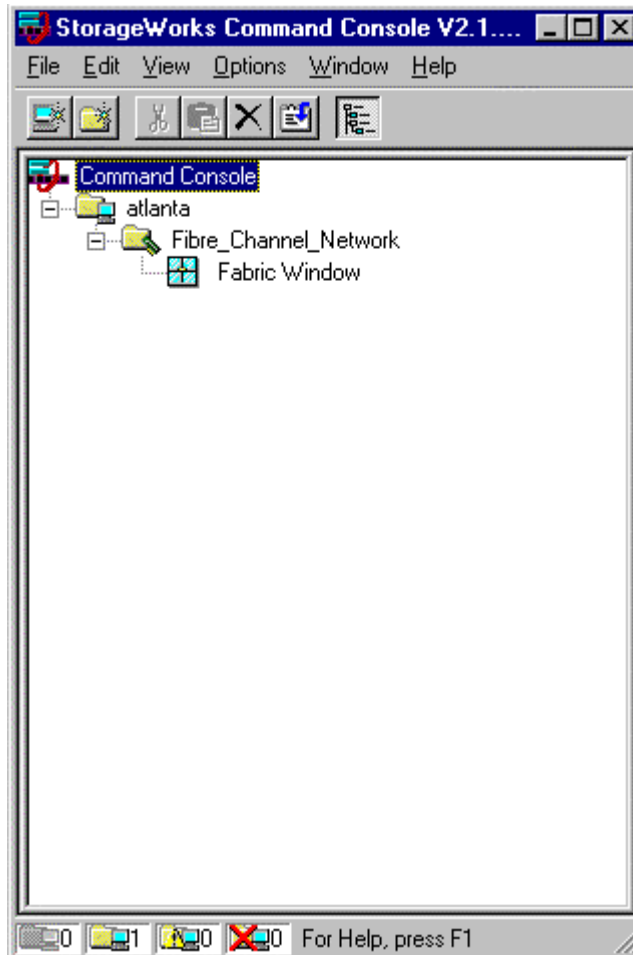 StorageWorks Command Console V2.1....
File Edit View Options Window Help
Command Console
atlanta
Fibre_Channel_Network
Fabric Window
0 1 0 0 For Help, press F1